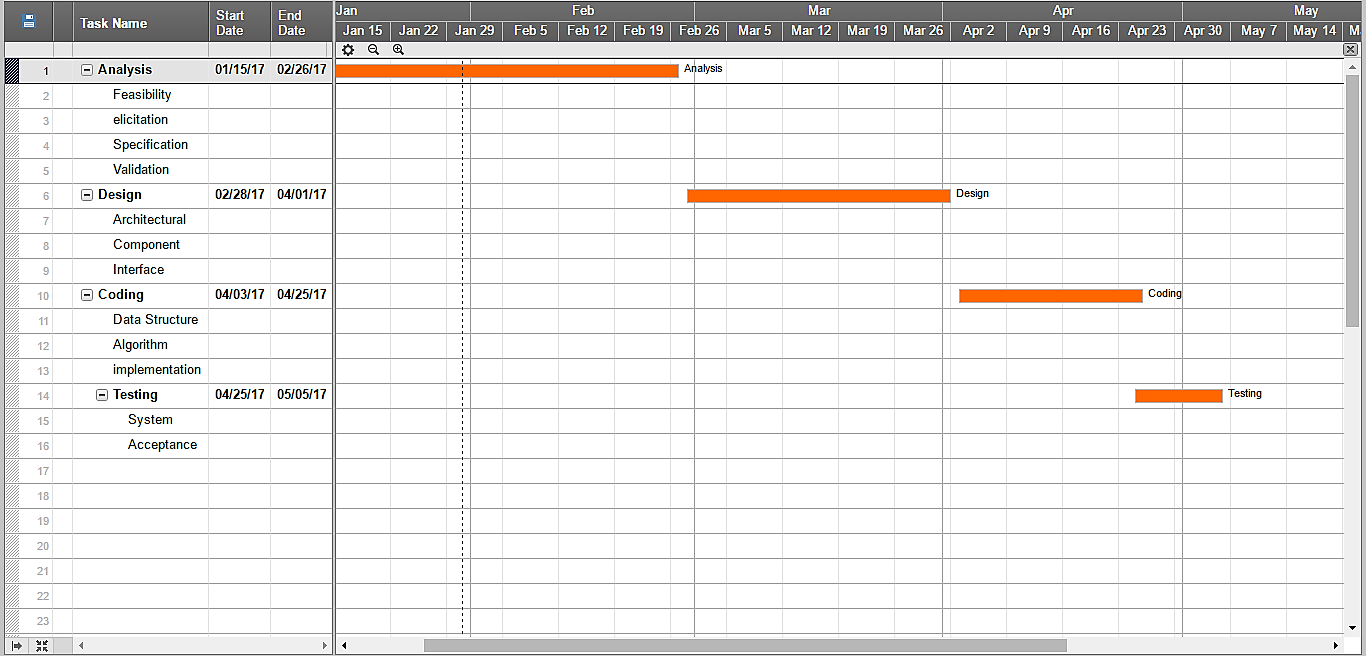 Task Name Start Date End Date
Jan Feb Mar Apr May
Jan 15 Jan 22 Jan 29 Feb 5 Feb 12 Feb 19 Feb 26 Mar 5 Mar 12 Mar 19 Mar 26 Apr 2 Apr 9 Apr 16 Apr 23 Apr 30 May 7 May 14 M
1 Analysis 01/15/17 02/26/17 Analysis
2 Feasibility
3 elicitation
4 Specification
5 Validation
6 Design 02/28/17 04/01/17 Design
7 Architectural
8 Component
9 Interface
10 Coding 04/03/17 04/25/17 Coding
11 Data Structure
12 Algorithm
13 implementation
14 Testing 04/25/17 05/05/17 Testing
15 System
16 Acceptance
17
18
19
20
21
22
23